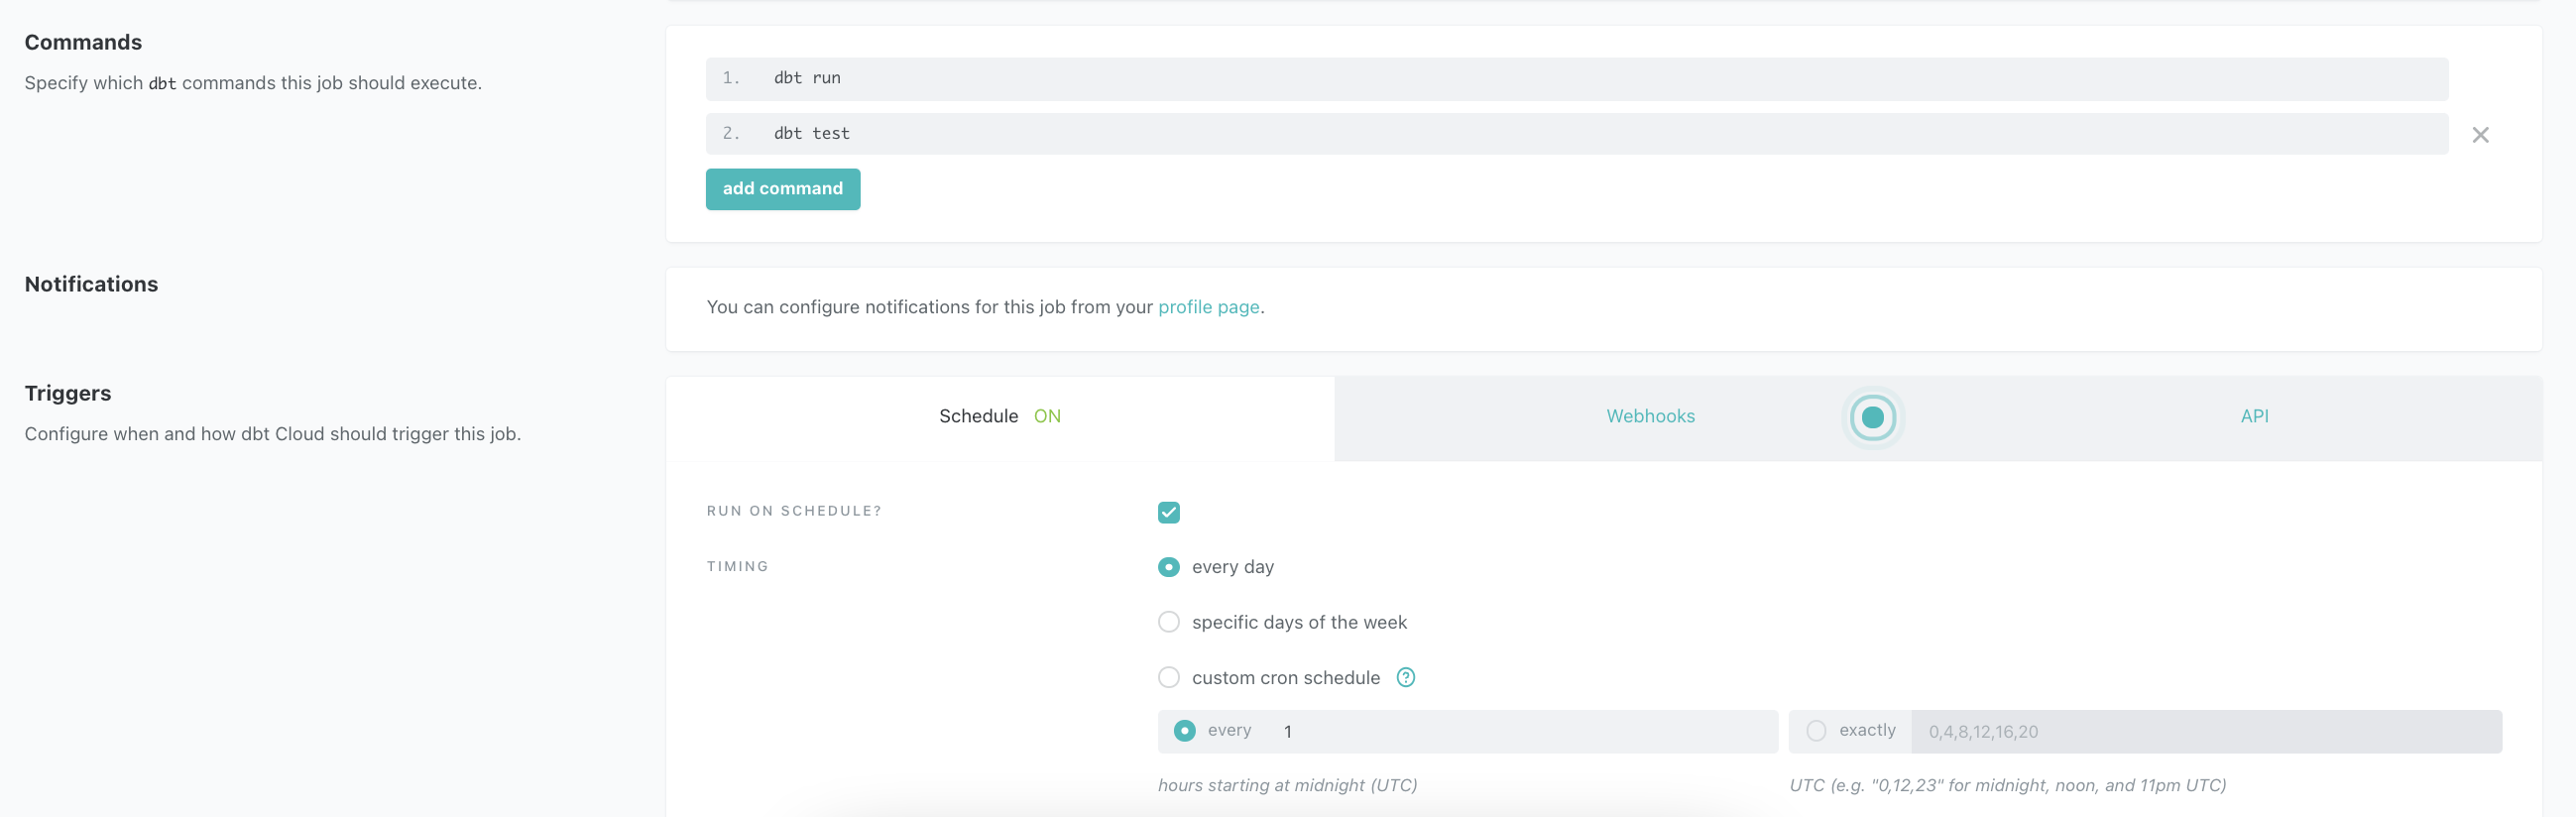 Commands
Specify which dbt commands this job should execute.
1. dbt run
2. dbt test
add command
Notifications
You can configure notifications for this job from your profile page.
Triggers
Configure when and how dbt Cloud should trigger this job.
Schedule ON
Webhooks
API
RUN ON SCHEDULE?
TIMING
every day
specific days of the week
custom cron schedule ?
every 1
exactly 0,4,8,12,16,20
hours starting at midnight (UTC)
UTC (e.g. "0,12,23" for midnight, noon, and 11pm UTC)